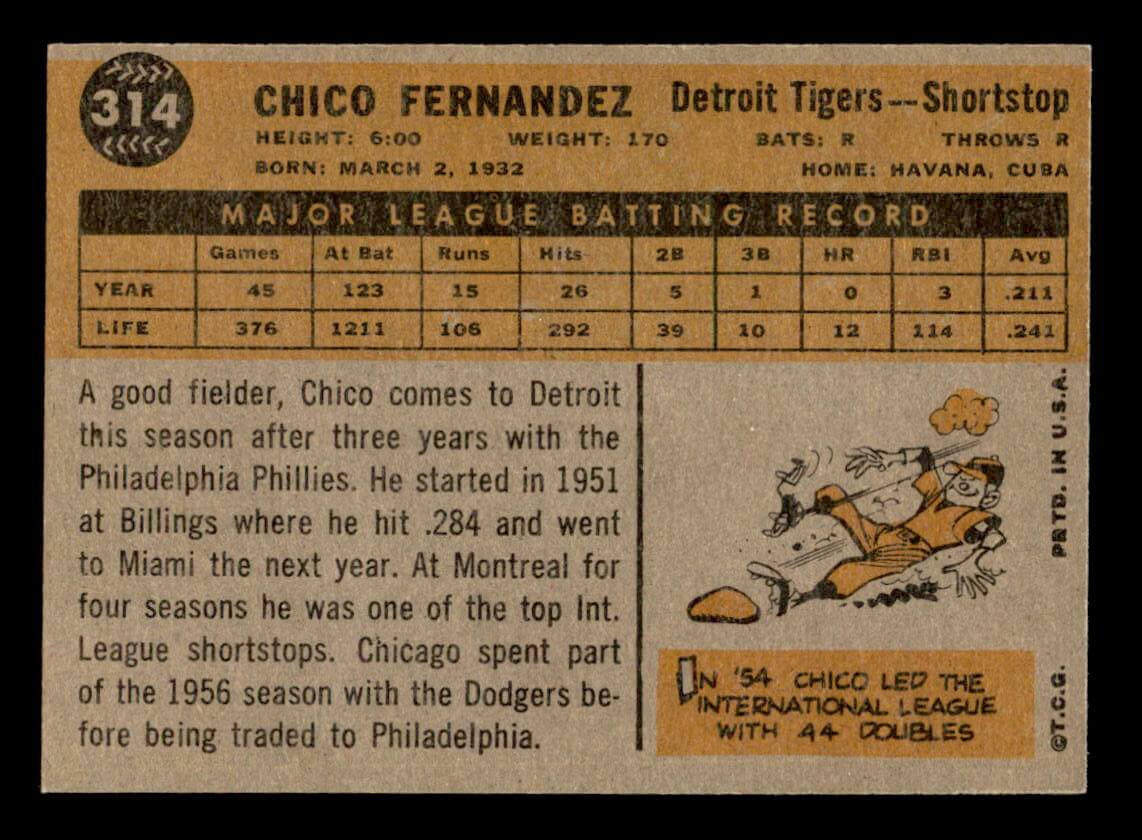 314
CHICO FERNANDEZ Detroit Tigers--Shortstop
HEIGHT: 6:00 WEIGHT: 170 BATS: R THROWS R
BORN: MARCH 2, 1932 HOME: HAVANA, CUBA
MAJOR LEAGUE BATTING RECORD
Games At Bat Runs Hits 2B 3B HR RBI Avg
YEAR 45 123 15 26 5 1 0 3 .211
LIFE 376 1211 106 292 39 10 12 114 .241
A good fielder, Chico comes to Detroit
this season after three years with the
Philadelphia Phillies. He started in 1951
at Billings where he hit .284 and went
to Miami the next year. At Montreal for
four seasons he was one of the top Int.
League shortstops. Chicago spent part
of the 1956 season with the Dodgers be-
fore being traded to Philadelphia.
IN '54 CHICO LED THE
INTERNATIONAL LEAGUE
WITH 44 DOUBLES
©T.C.G. PRTD. IN U.S.A.